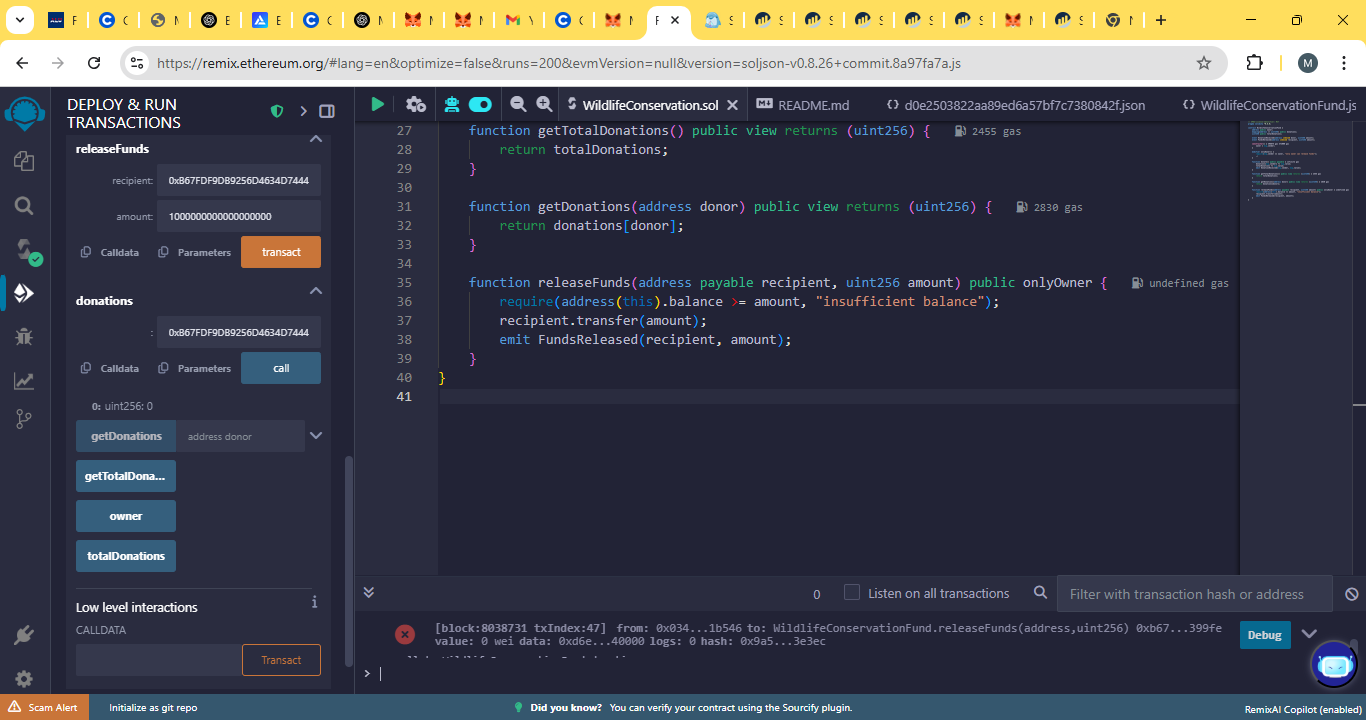 https://remix.ethereum.org/#lang=en&optimize=false&runs=200&evmVersion=null&version=soljson-v0.8.26+commit.8a97fa7a.js
M
DEPLOY & RUN
TRANSACTIONS
releaseFunds
recipient: 0xB67FDF9DB9256D4634D7444
amount: 1000000000000000000
Calldata Parameters transact
donations
: 0xB67FDF9DB9256D4634D7444
Calldata Parameters call
0: uint256: 0
getDonations address donor
getTotalDona...
owner
totalDonations
Low level interactions
CALLDATA
Transact
WildlifeConservation.sol README.md d0e2503822aa89ed6a57bf7c7380842f.json WildlifeConservationFund.js
27 function getTotalDonations() public view returns (uint256) { 2455 gas
28 return totalDonations;
29 }
30
31 function getDonations(address donor) public view returns (uint256) { 2830 gas
32 return donations[donor];
33 }
34
35 function releaseFunds(address payable recipient, uint256 amount) public onlyOwner { undefined gas
36 require(address(this).balance >= amount, "insufficient balance");
37 recipient.transfer(amount);
38 emit FundsReleased(recipient, amount);
39 }
40 }
41
0 Listen on all transactions Filter with transaction hash or address
[block:8038731 txIndex:47] from: 0x034...1b546 to: WildlifeConservationFund.releaseFunds(address,uint256) 0xb67...399fe
value: 0 wei data: 0xd6e...40000 logs: 0 hash: 0x9a5...3e3ec
Debug
>
Scam Alert Initialize as git repo Did you know? You can verify your contract using the Sourcify plugin. RemixAI Copilot (enabled)